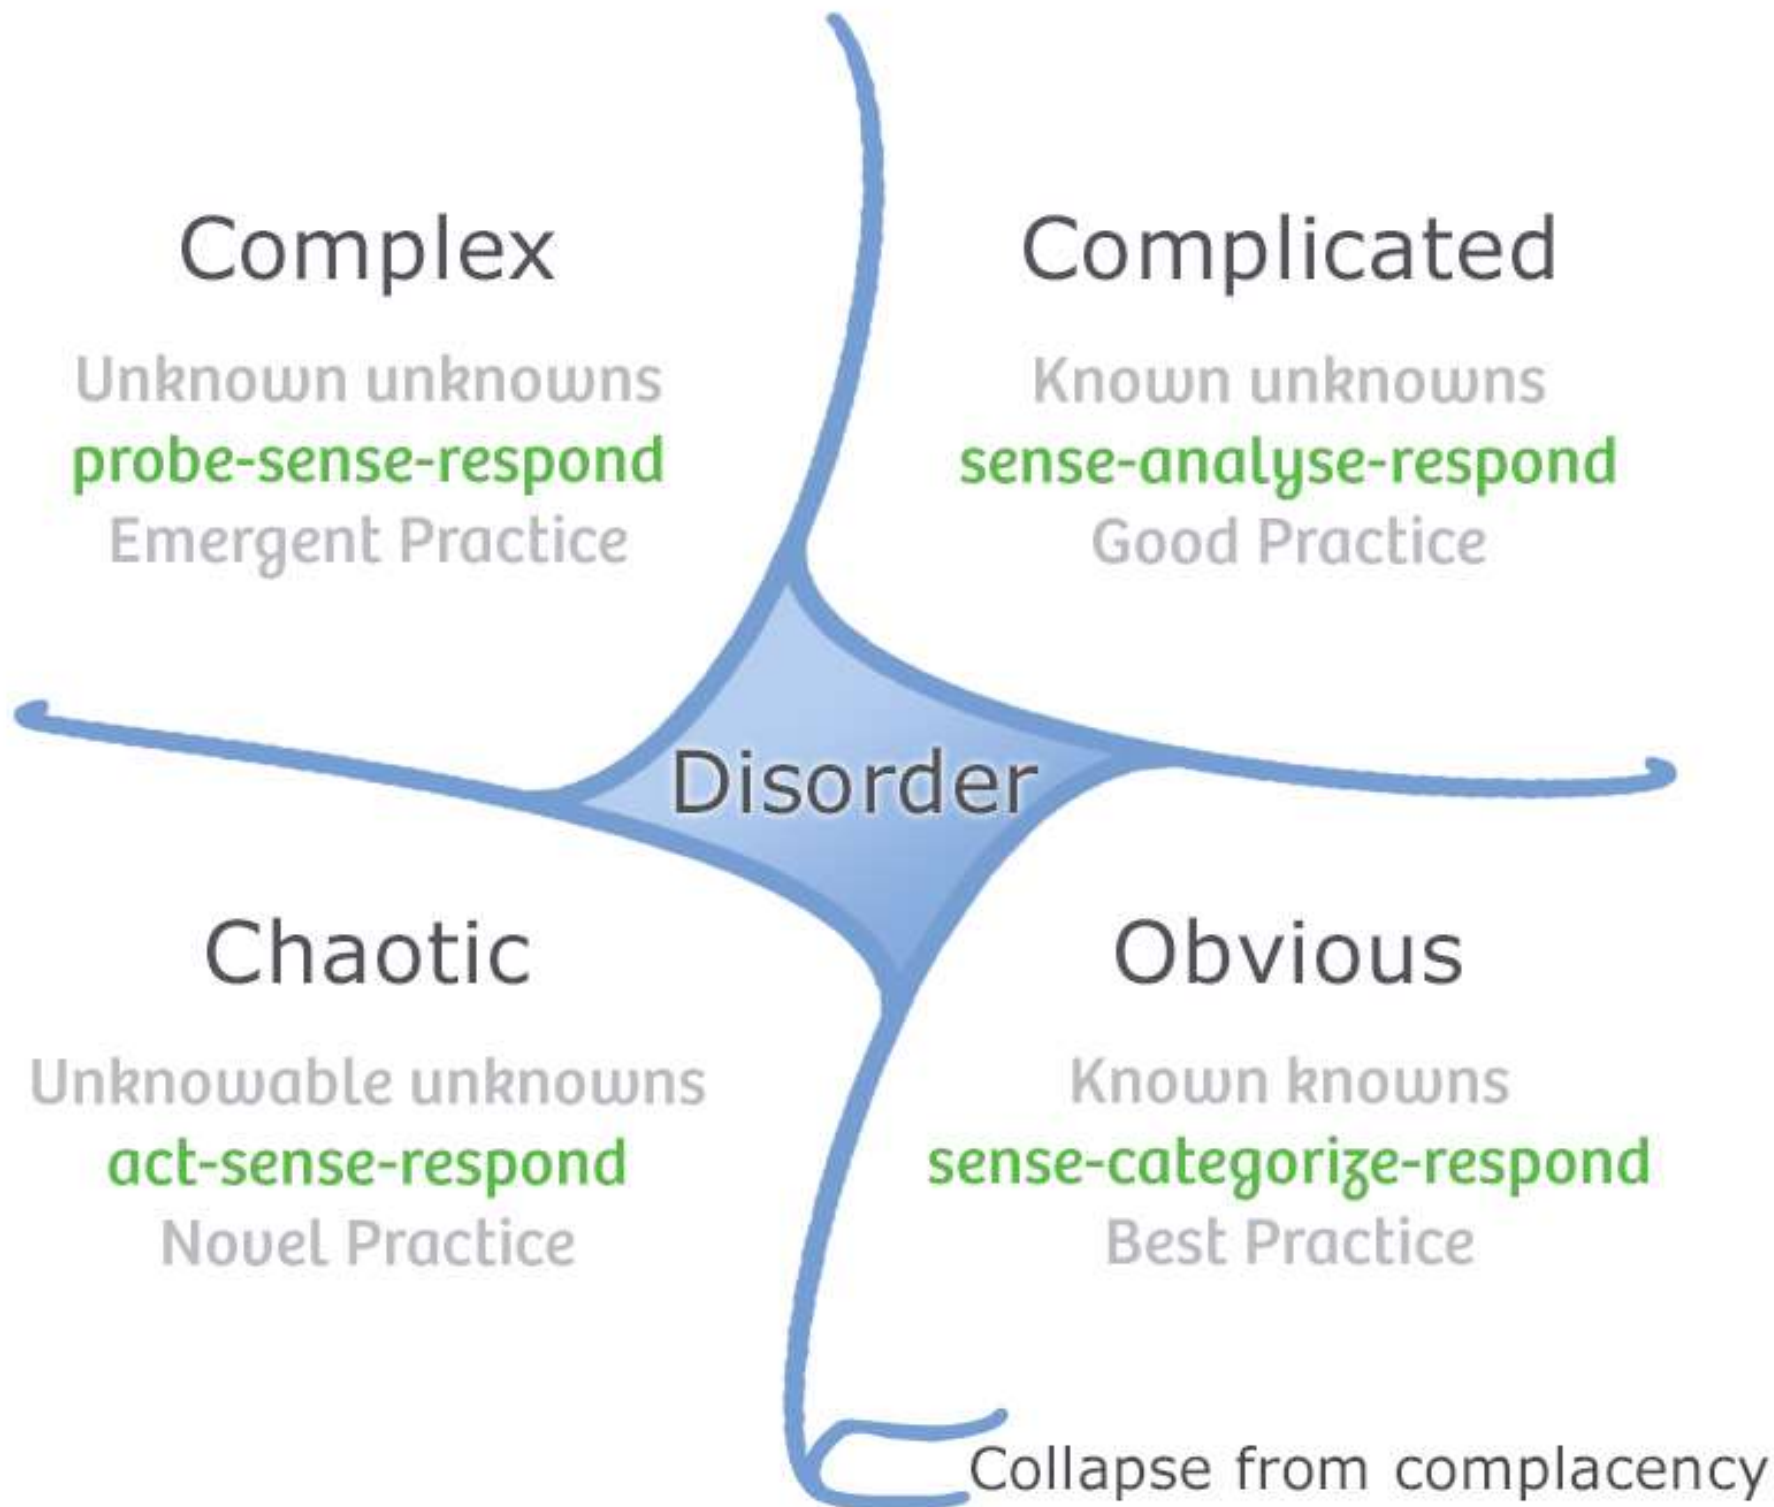 Complex
Unknown unknowns
probe-sense-respond
Emergent Practice
Complicated
Known unknowns
sense-analyse-respond
Good Practice
Disorder
Chaotic
Unknowable unknowns
act-sense-respond
Novel Practice
Obvious
Known knowns
sense-categorize-respond
Best Practice
Collapse from complacency